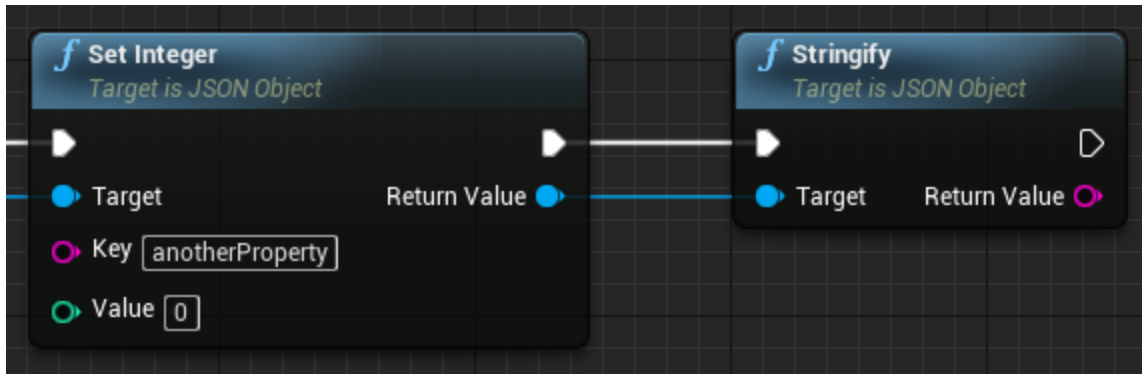 Set Integer
Target is JSON Object
Target
Return Value
Key anotherProperty
Value 0
Stringify
Target is JSON Object
Target
Return Value